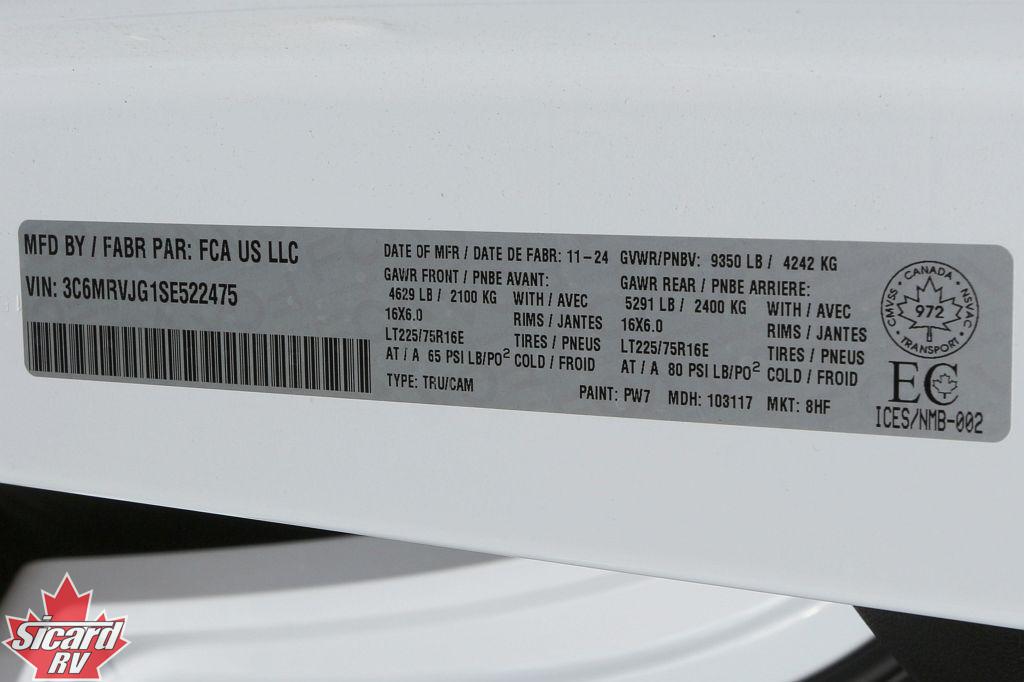 MFD BY / FABR PAR: FCA US LLC
VIN: 3C6MRVJG1SE522475
DATE OF MFR / DATE DE FABR: 11-24
GAWR FRONT / PNBE AVANT:
4629 LB / 2100 KG WITH / AVEC
16X6.0 RIMS / JANTES
LT225/75R16E TIRES / PNEUS
AT / A 65 PSI LB/PO² COLD / FROID
TYPE: TRU/CAM
GVWR/PNBV: 9350 LB / 4242 KG
GAWR REAR / PNBE ARRIERE:
5291 LB / 2400 KG WITH / AVEC
16X6.0 RIMS / JANTES
LT225/75R16E TIRES / PNEUS
AT / A 80 PSI LB/PO² COLD / FROID
PAINT: PW7 MDH: 103117 MKT: 8HF
CANADA
CMVSS 972 NSVAC
TRANSPORT
EC
ICES/NMB-002
Sicard
RV